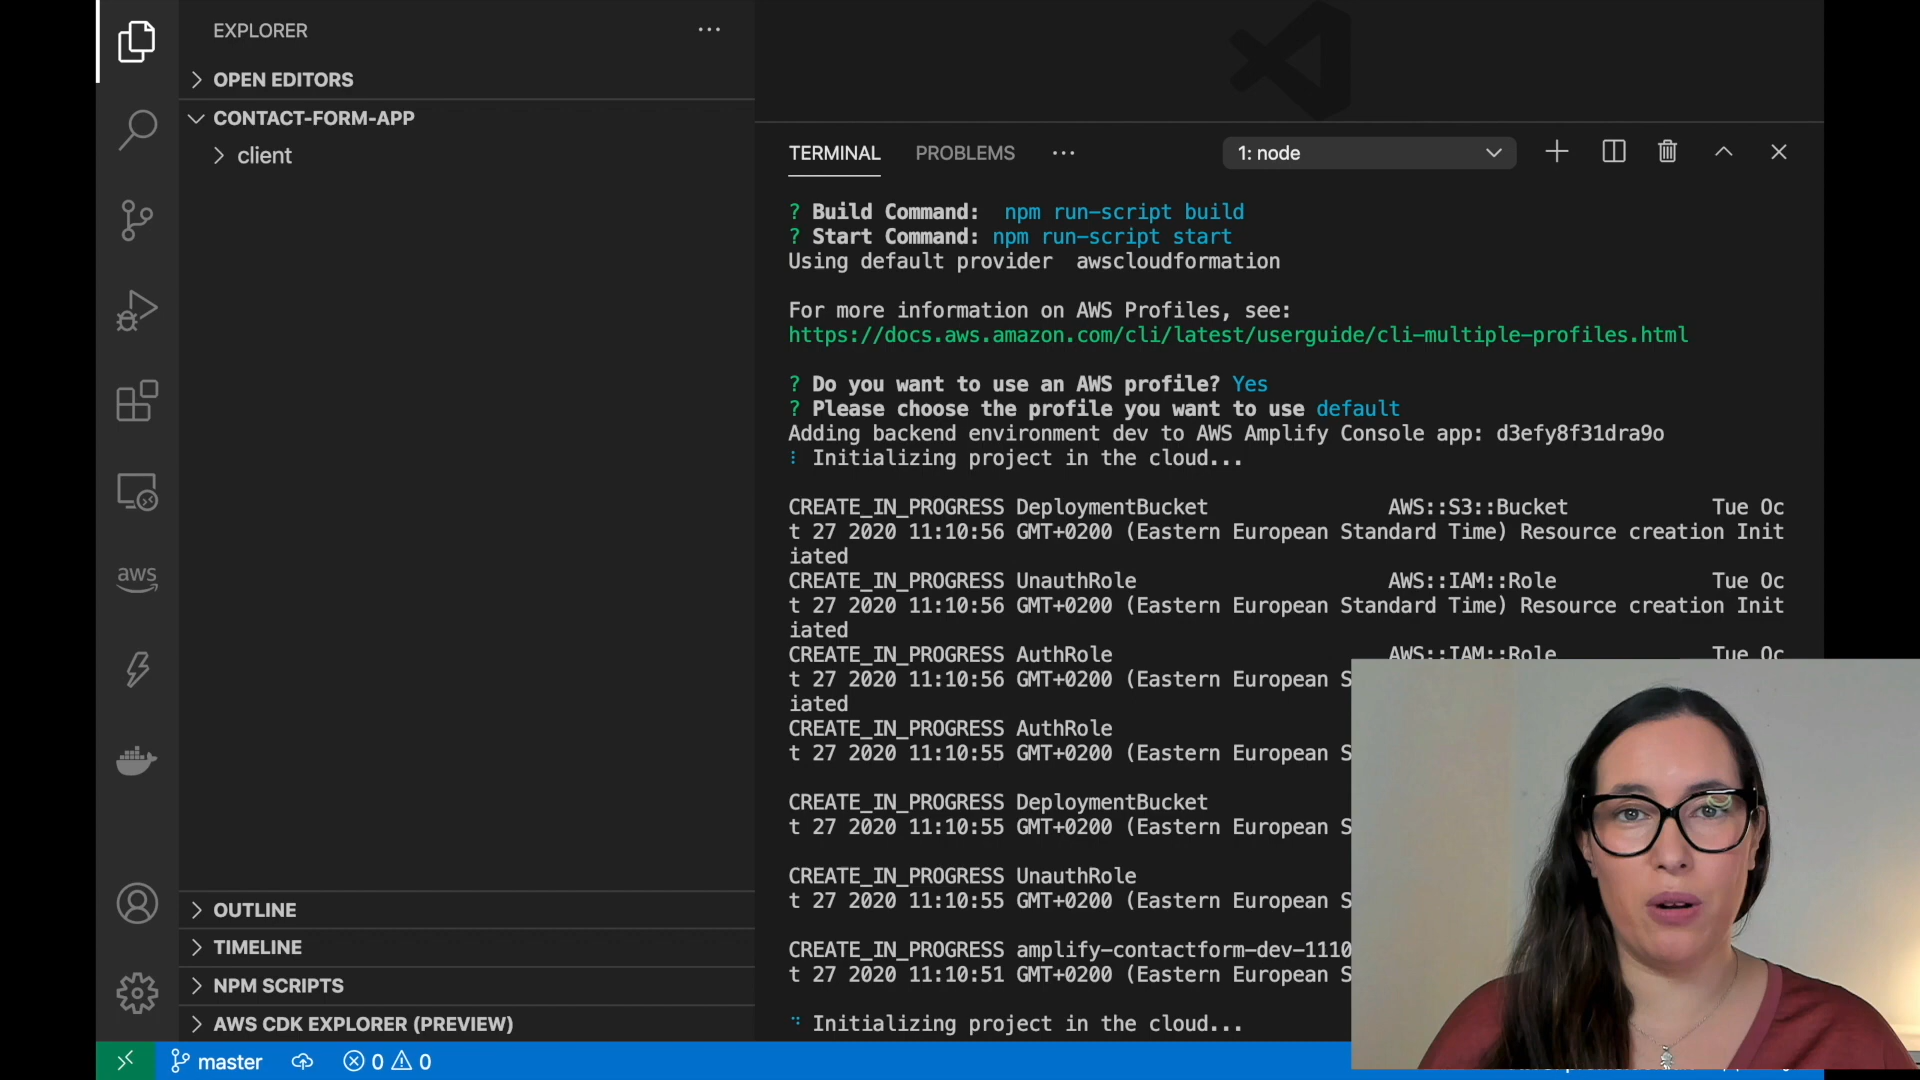 EXPLORER
OPEN EDITORS
CONTACT-FORM-APP
client
aws
OUTLINE
TIMELINE
NPM SCRIPTS
AWS CDK EXPLORER (PREVIEW)
master
0
0
TERMINAL
PROBLEMS
1: node
? Build Command: npm run-script build
? Start Command: npm run-script start
Using default provider awscloudformation
For more information on AWS Profiles, see:
https://docs.aws.amazon.com/cli/latest/userguide/cli-multiple-profiles.html
? Do you want to use an AWS profile? Yes
? Please choose the profile you want to use default
Adding backend environment dev to AWS Amplify Console app: d3efy8f31dra9o
Initializing project in the cloud...
CREATE_IN_PROGRESS DeploymentBucket AWS::S3::Bucket Tue Oc
t 27 2020 11:10:56 GMT+0200 (Eastern European Standard Time) Resource creation Init
iated
CREATE_IN_PROGRESS UnauthRole AWS::IAM::Role Tue Oc
t 27 2020 11:10:56 GMT+0200 (Eastern European Standard Time) Resource creation Init
iated
CREATE_IN_PROGRESS AuthRole AWS::IAM::Role Tue Oc
t 27 2020 11:10:56 GMT+0200 (Eastern European S
iated
CREATE_IN_PROGRESS AuthRole
t 27 2020 11:10:55 GMT+0200 (Eastern European S
CREATE_IN_PROGRESS DeploymentBucket
t 27 2020 11:10:55 GMT+0200 (Eastern European S
CREATE_IN_PROGRESS UnauthRole
t 27 2020 11:10:55 GMT+0200 (Eastern European S
CREATE_IN_PROGRESS amplify-contactform-dev-1110
t 27 2020 11:10:51 GMT+0200 (Eastern European S
Initializing project in the cloud...